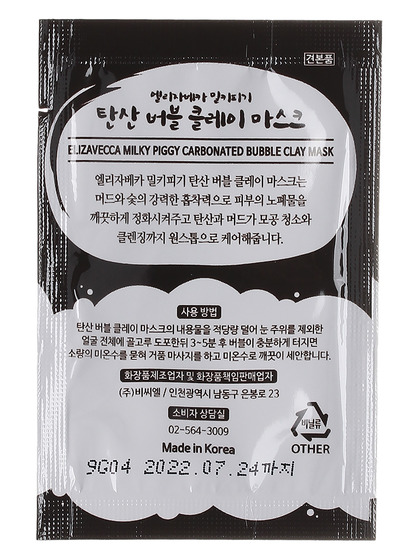 견본품
엘리자베카 밀키피기
탄산 버블 클레이 마스크
ELIZAVECCA MILKY PIGGY CARBONATED BUBBLE CLAY MASK
엘리자베카 밀키피기 탄산 버블 클레이 마스크는
머드와 숯의 강력한 흡착력으로 피부의 노폐물을
깨끗하게 정화시켜주고 탄산과 머드가 모공 청소와
클렌징까지 원스톱으로 케어해줍니다.
사용 방법
탄산 버블 클레이 마스크의 내용물을 적당량 덜어 눈 주위를 제외한
얼굴 전체에 골고루 도포한뒤 3~5분 후 버블이 충분하게 터지면
소량의 미온수를 묻혀 거품 마사지를 하고 미온수로 깨끗이 세안합니다.
화장품제조업자 및 화장품책임판매업자
(주)비씨엘 / 인천광역시 남동구 은봉로 23
소비자 상담실
02-564-3009
Made in Korea
비닐류
OTHER
9G04 2022.07.24까지